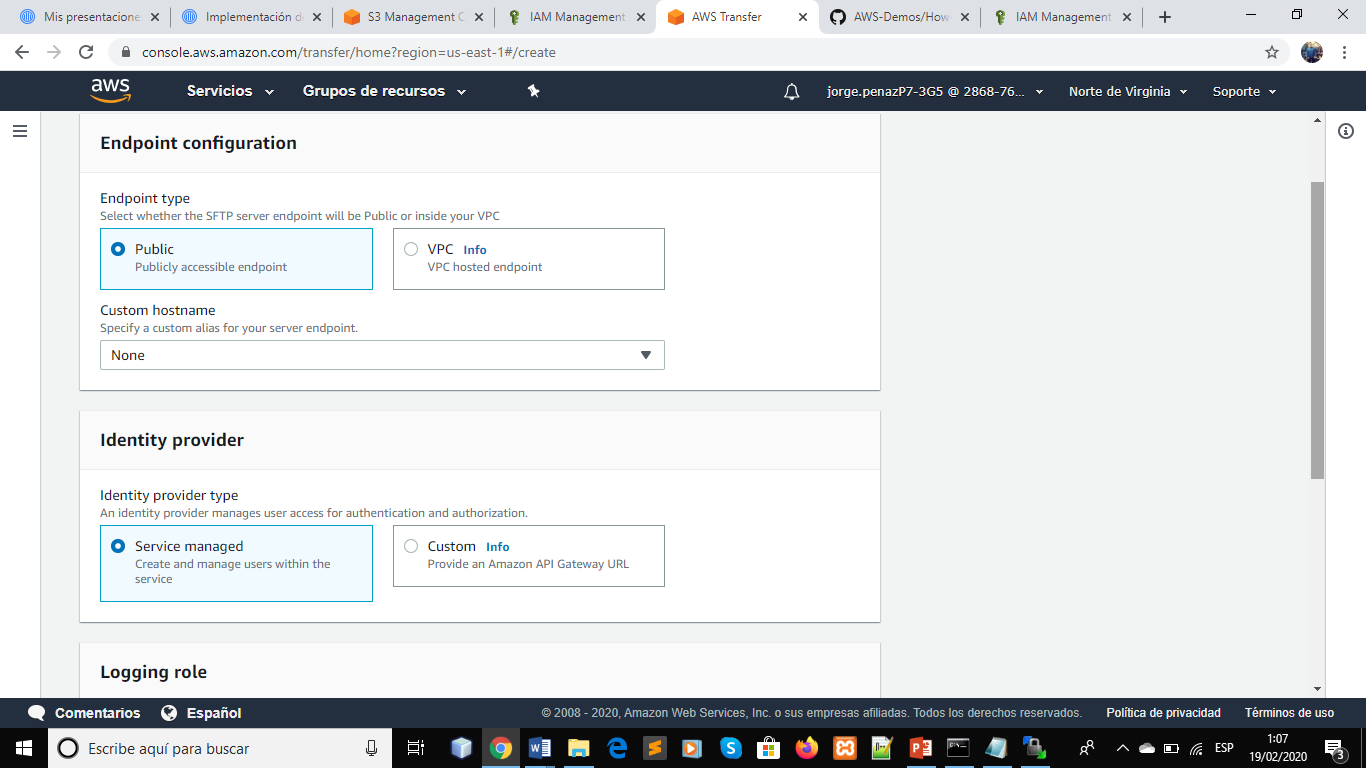 Mis presentacione
Implementación d
S3 Management C
IAM Management
AWS Transfer
AWS-Demos/How
IAM Management
console.aws.amazon.com/transfer/home?region=us-east-1#/create
aws
Servicios
Grupos de recursos
jorge.penazP7-3G5 @ 2868-76...
Norte de Virginia
Soporte
Endpoint configuration
Endpoint type
Select whether the SFTP server endpoint will be Public or inside your VPC
Public
Publicly accessible endpoint
VPC Info
VPC hosted endpoint
Custom hostname
Specify a custom alias for your server endpoint.
None
Identity provider
Identity provider type
An identity provider manages user access for authentication and authorization.
Service managed
Create and manage users within the
service
Custom Info
Provide an Amazon API Gateway URL
Logging role
Comentarios
Español
© 2008 - 2020, Amazon Web Services, Inc. o sus empresas afiliadas. Todos los derechos reservados.
Política de privacidad
Términos de uso
Escribe aquí para buscar
ESP
1:07
19/02/2020
3